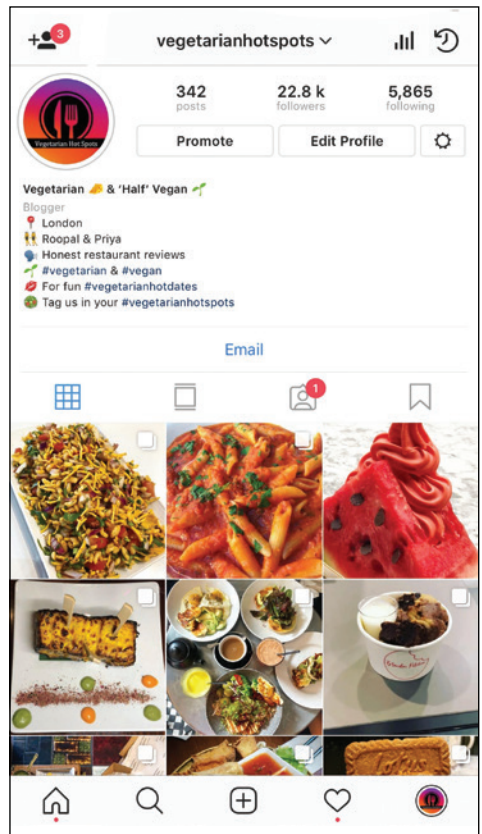 3
vegetarianhotspots
342 22.8 k 5,865
posts followers following
Vegetarian Hot Spots
Promote Edit Profile
Vegetarian & 'Half' Vegan
Blogger
London
Roopal & Priya
Honest restaurant reviews
#vegetarian & #vegan
For fun #vegetarianhotdates
Tag us in your #vegetarianhotspots
Email
1
Lotus